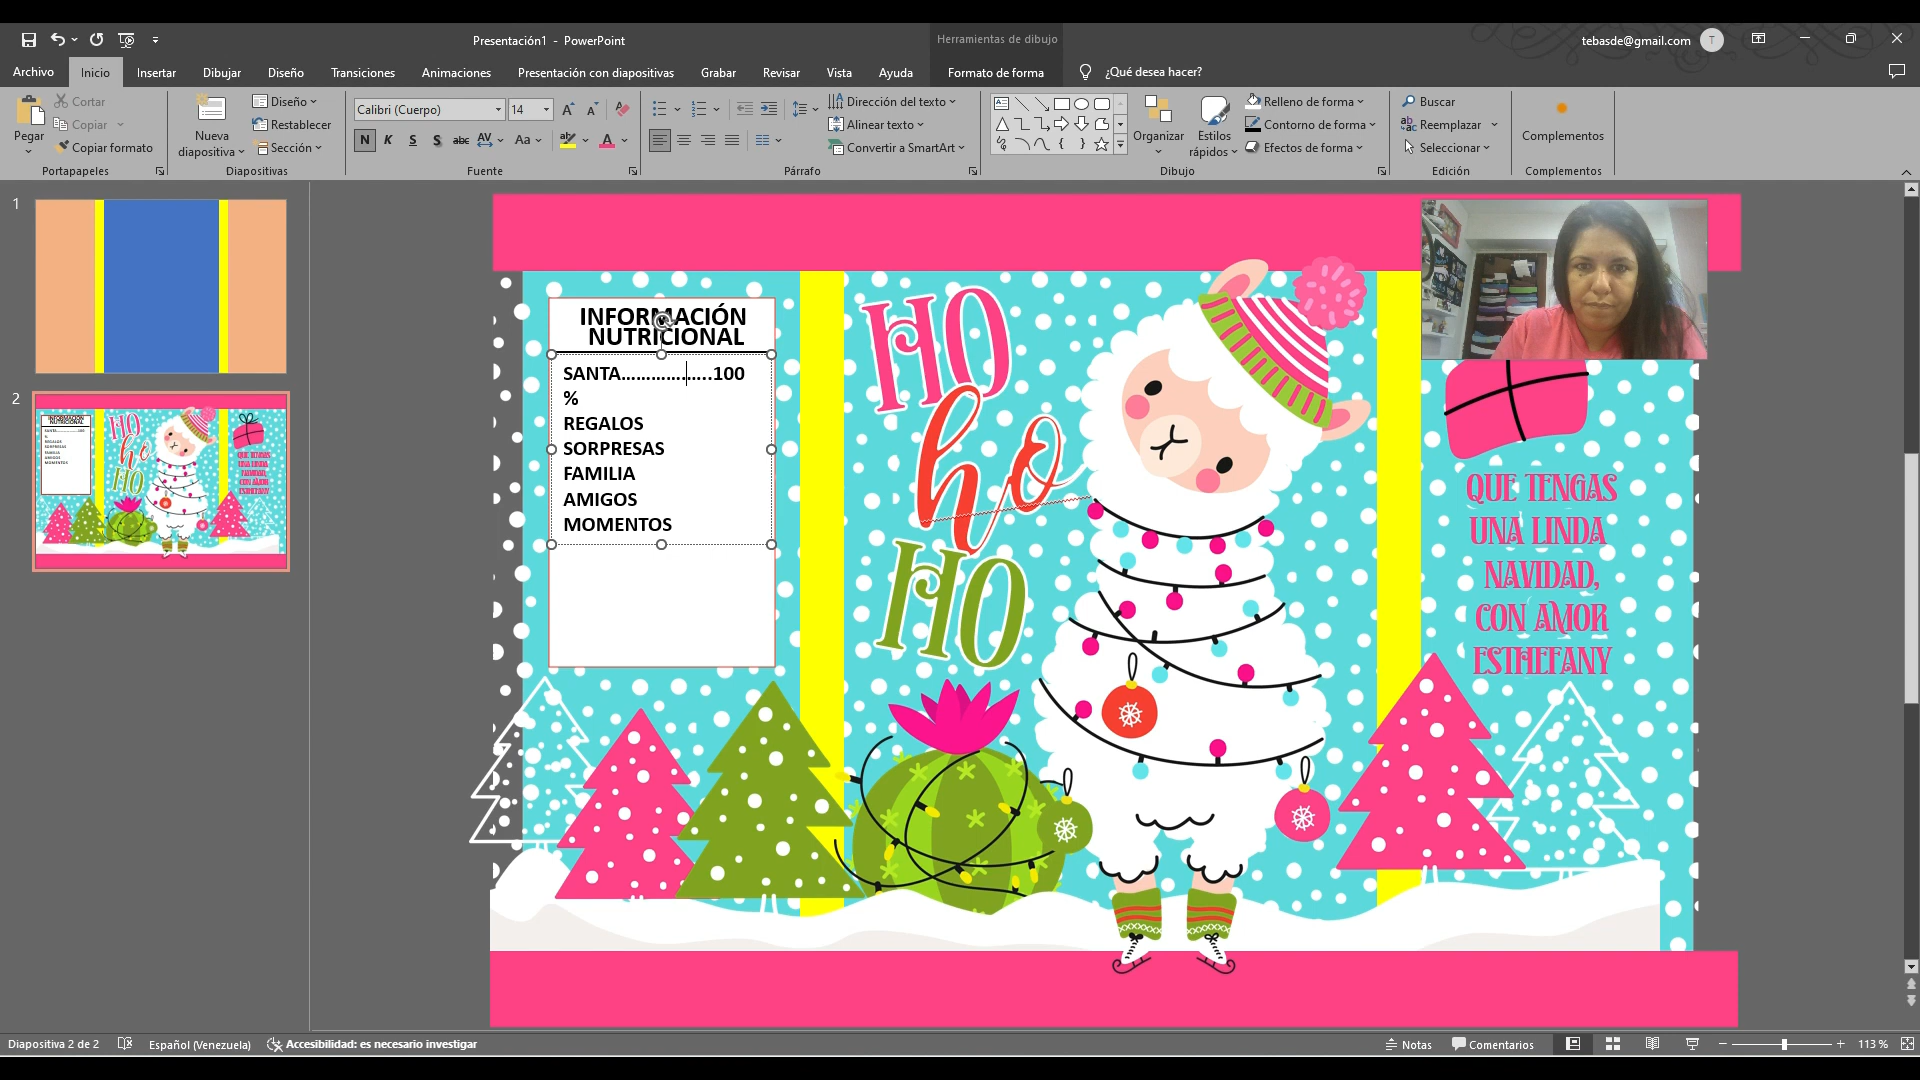 Presentación1 - PowerPoint
Herramientas de dibujo
tebasde@gmail.com
T
Archivo
Inicio
Insertar
Dibujar
Diseño
Transiciones
Animaciones
Presentación con diapositivas
Grabar
Revisar
Vista
Ayuda
Formato de forma
¿Qué desea hacer?
Pegar
Cortar
Copiar
Copiar formato
Portapapeles
Nueva
diapositiva
Diseño
Restablecer
Sección
Diapositivas
Calibri (Cuerpo)
14
N K S S abc AV Aa A
Fuente
Dirección del texto
Alinear texto
Convertir a SmartArt
Párrafo
Organizar
Estilos
rápidos
Relleno de forma
Contorno de forma
Efectos de forma
Dibujo
Buscar
Reemplazar
Seleccionar
Edición
Complementos
Complementos
1
2
INFORMACIÓN
NUTRICIONAL
SANTA..................100
%
REGALOS
SORPRESAS
FAMILIA
AMIGOS
MOMENTOS
HO
ho
HO
QUE TENGAS
UNA LINDA
NAVIDAD,
CON AMOR
ESTHEFANY
Diapositiva 2 de 2
Español (Venezuela)
Accesibilidad: es necesario investigar
Notas
Comentarios
113 %